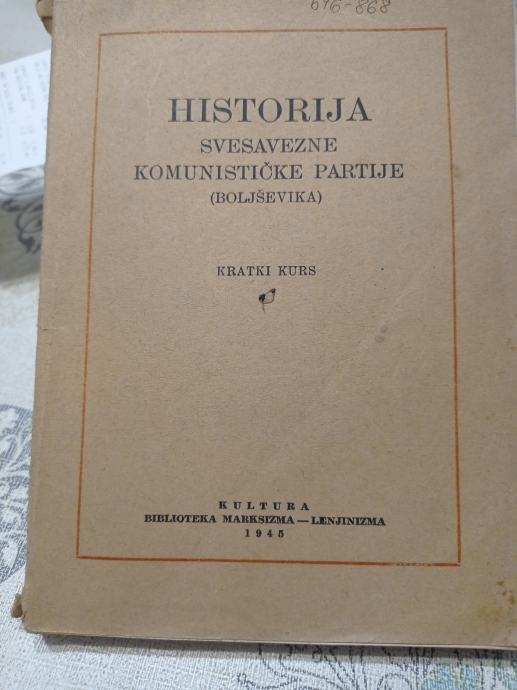 676-868
HISTORIJA
SVESAVEZNE
KOMUNISTIČKE PARTIJE
(BOLJŠEVIKA)
KRATKI KURS
KULTURA
BIBLIOTEKA MARKSIZMA — LENJINIZMA
1945